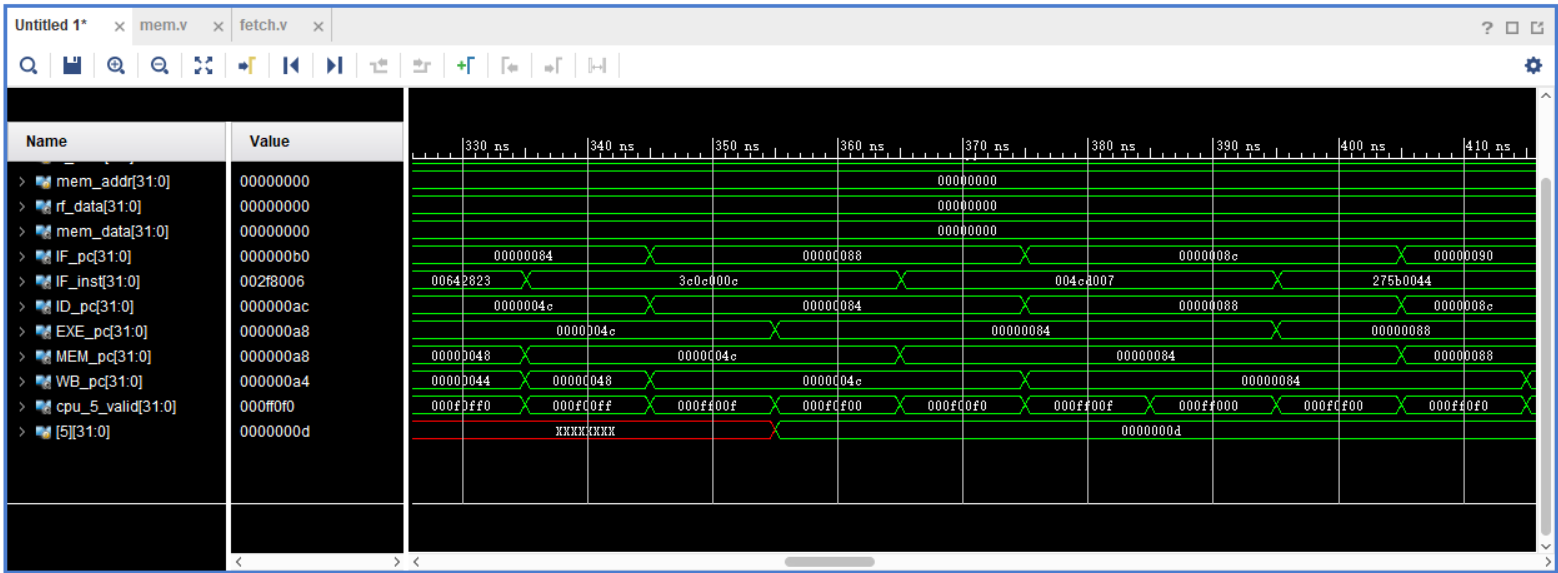 Untitled 1* × mem.v × fetch.v × ?
Name Value 330 ns 340 ns 350 ns 360 ns 370 ns 380 ns 390 ns 400 ns 410 ns
mem_addr[31:0] 00000000 00000000
rf_data[31:0] 00000000 00000000
mem_data[31:0] 00000000 00000000
IF_pc[31:0] 000000b0 00000084 00000088 0000008c 00000090
IF_inst[31:0] 002f8006 00642823 3c0c000c 004cd007 275b0044
ID_pc[31:0] 000000ac 0000004c 00000084 00000088 0000008c
EXE_pc[31:0] 000000a8 0000004c 00000084 00000088
MEM_pc[31:0] 000000a8 00000048 0000004c 00000084 00000088
WB_pc[31:0] 000000a4 00000044 00000048 0000004c 00000084
cpu_5_valid[31:0] 000ff0f0 000f0ff0 000f00ff 000ff00f 000f0f00 000ff0f0 000ff00f 000ff000 000f0f00 000ff0f0
[5][31:0] 0000000d XXXXXXXX 0000000d